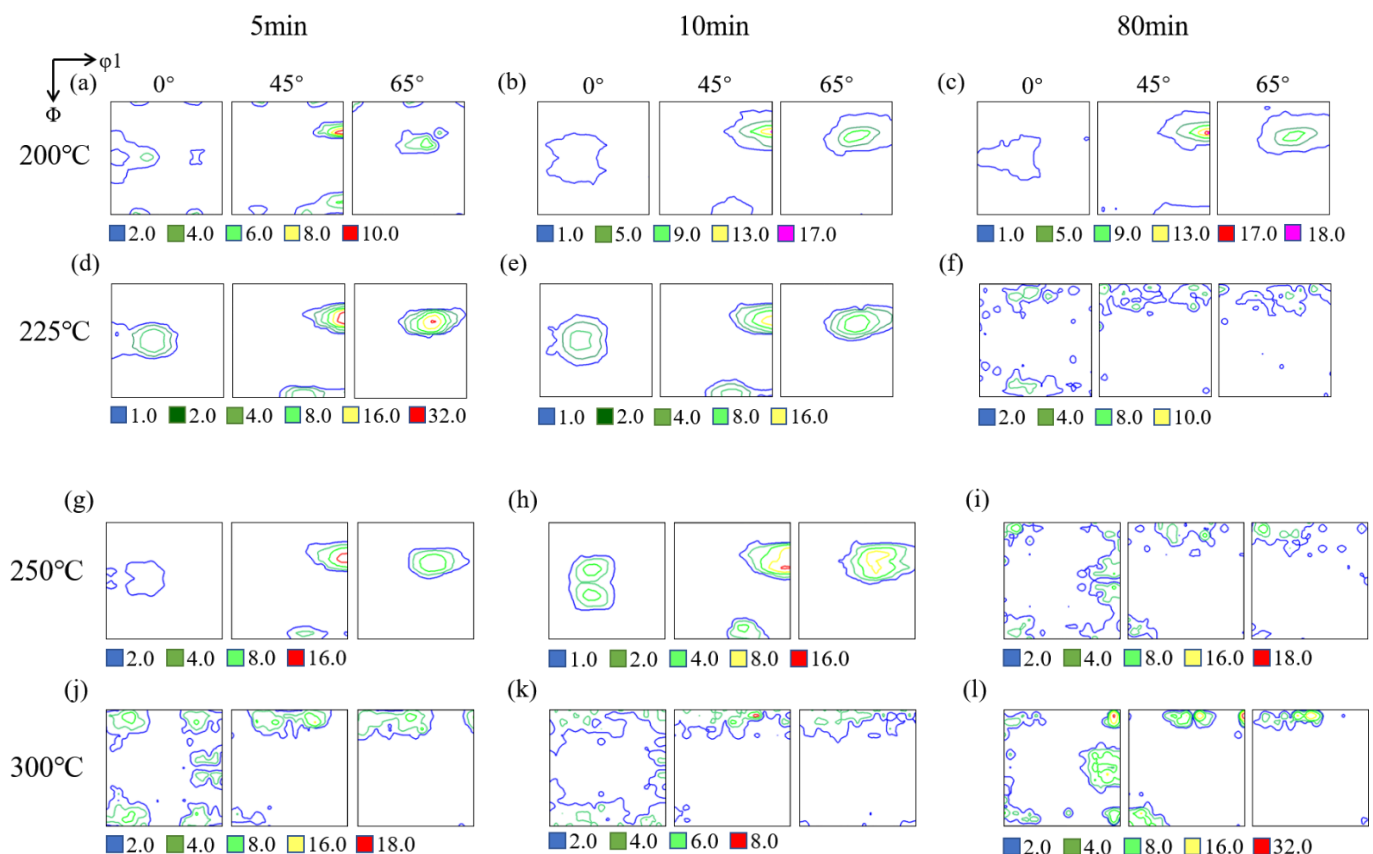 5min 10min 80min
φ1
(a) (b) (c)
0° 45° 65° 0° 45° 65° 0° 45° 65°
Φ
200℃
2.0 4.0 6.0 8.0 10.0 1.0 5.0 9.0 13.0 17.0 1.0 5.0 9.0 13.0 17.0 18.0
(d) (e) (f)
225℃
1.0 2.0 4.0 8.0 16.0 32.0 1.0 2.0 4.0 8.0 16.0 2.0 4.0 8.0 10.0
(g) (h) (i)
250℃
2.0 4.0 8.0 16.0 1.0 2.0 4.0 8.0 16.0 2.0 4.0 8.0 16.0 18.0
(j) (k) (l)
300℃
2.0 4.0 8.0 16.0 18.0 2.0 4.0 6.0 8.0 2.0 4.0 8.0 16.0 32.0